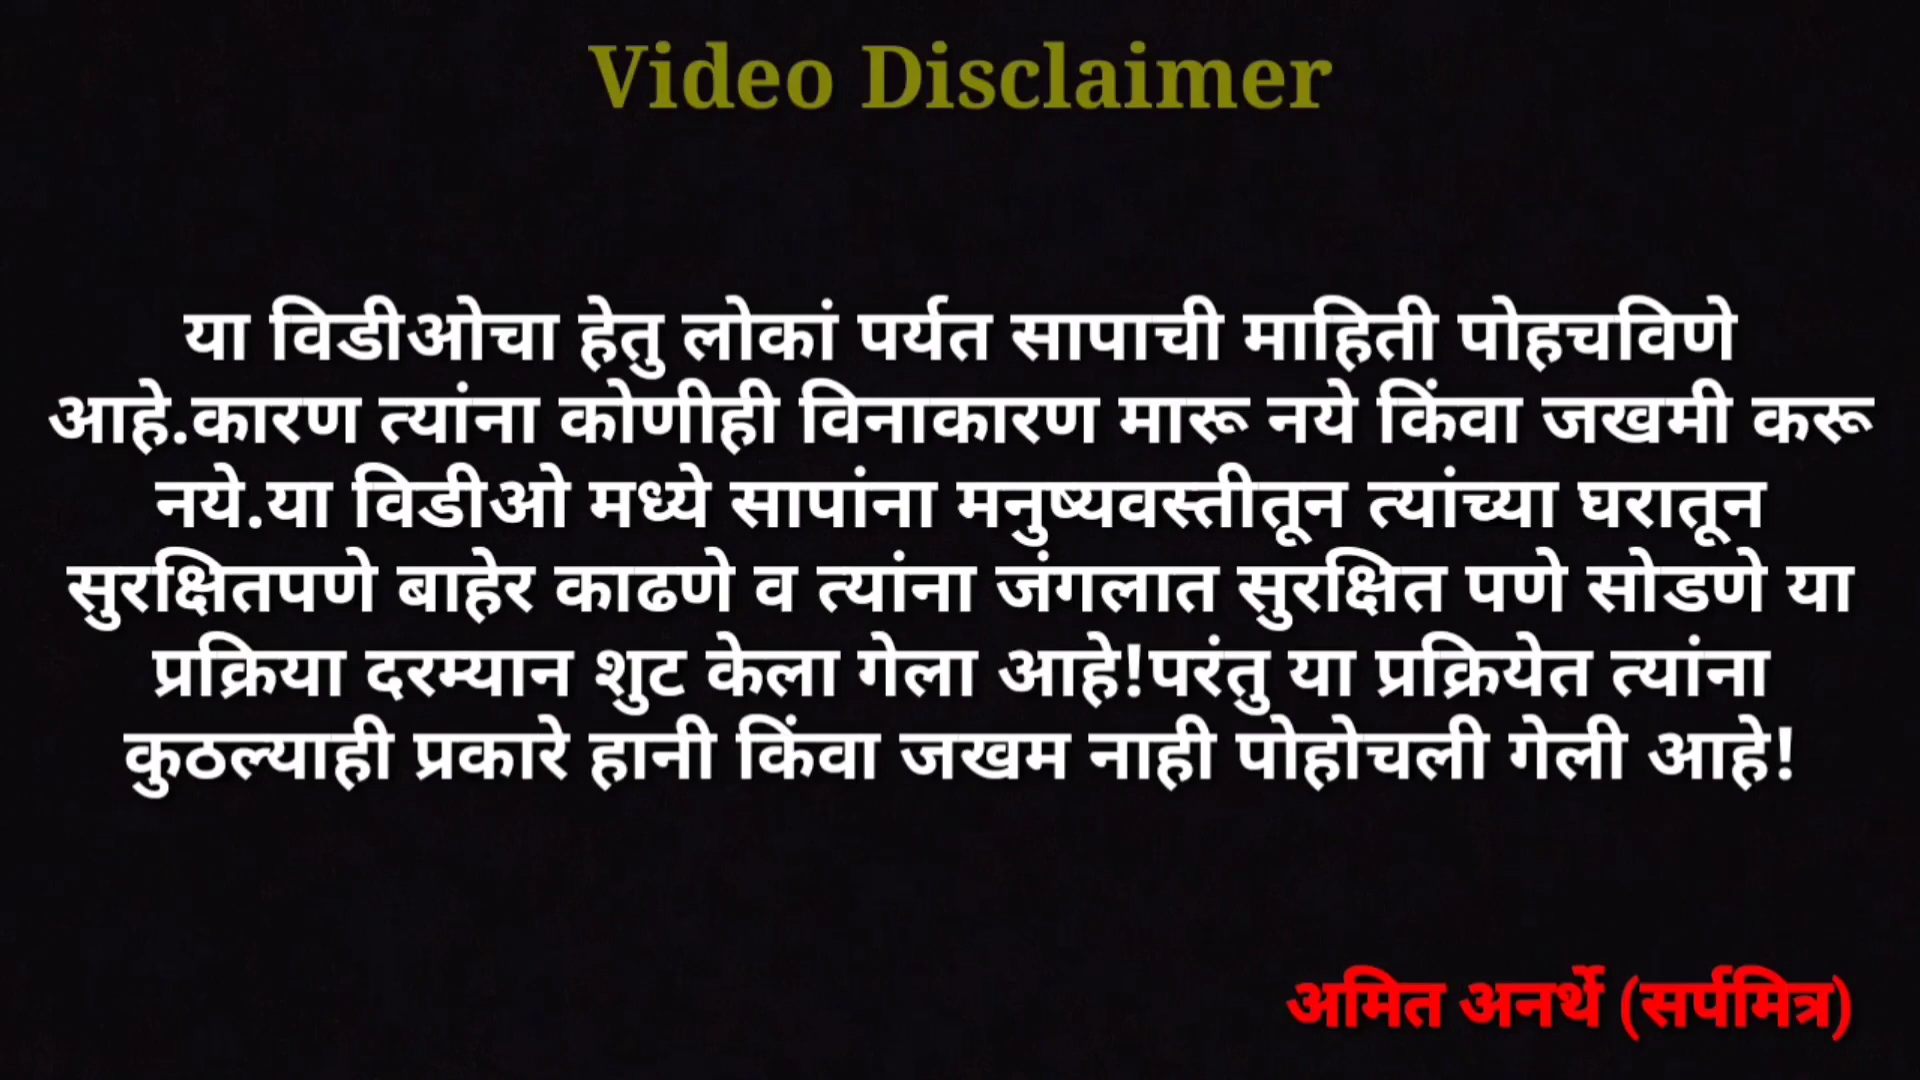 Video Disclaimer
या विडीओचा हेतु लोकां पर्यत सापाची माहिती पोहचविणे
आहे.कारण त्यांना कोणीही विनाकारण मारू नये किंवा जखमी करू
नये.या विडीओ मध्ये सापांना मनुष्यवस्तीतून त्यांच्या घरातून
सुरक्षितपणे बाहेर काढणे व त्यांना जंगलात सुरक्षित पणे सोडणे या
प्रक्रिया दरम्यान शुट केला गेला आहे!परंतु या प्रक्रियेत त्यांना
कुठल्याही प्रकारे हानी किंवा जखम नाही पोहोचली गेली आहे!
अमित अनर्थे (सर्पमित्र)